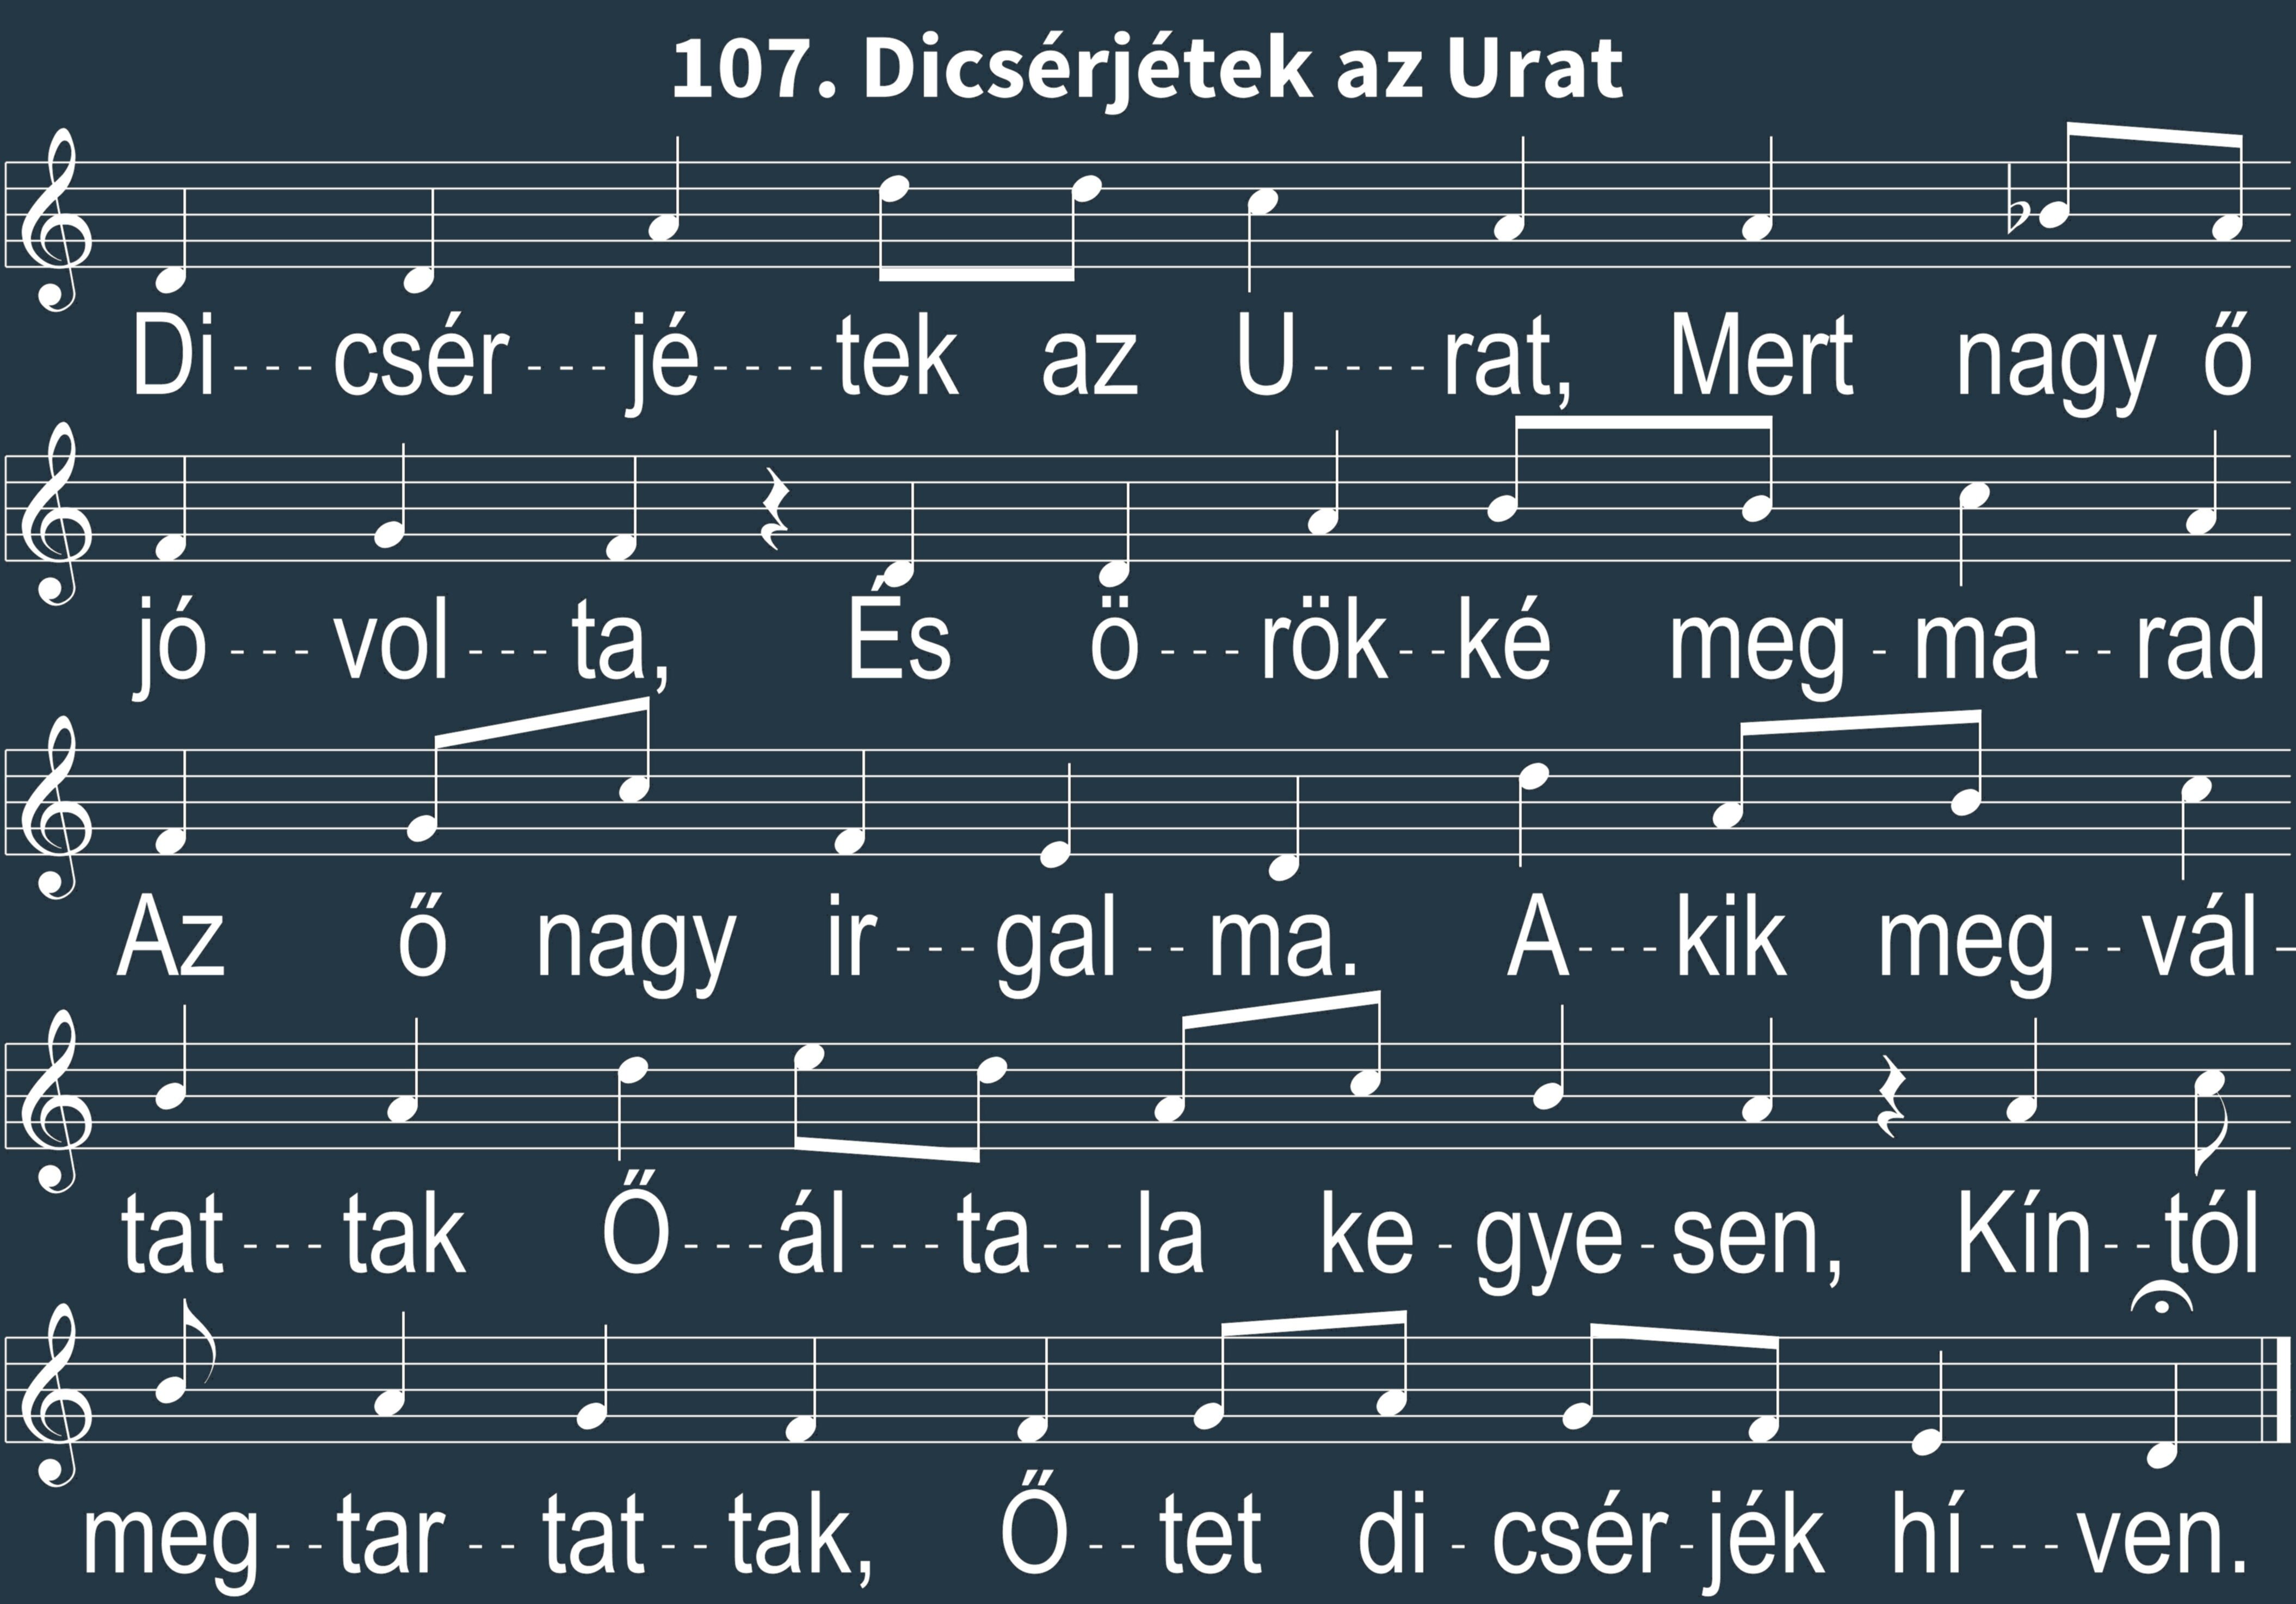 107. Dicsérjétek az Urat
Di---csér---jé----tek az U----rat, Mert nagy ő
jó---vol---ta, És ö---rök--ké meg-ma--rad
Az ő nagy ir---gal--ma. A---kik meg--vál-
tat---tak Ő---ál---ta---la ke-gye-sen, Kín--tól
meg--tar--tat--tak, Ő--tet di-csér-jék hí---ven.